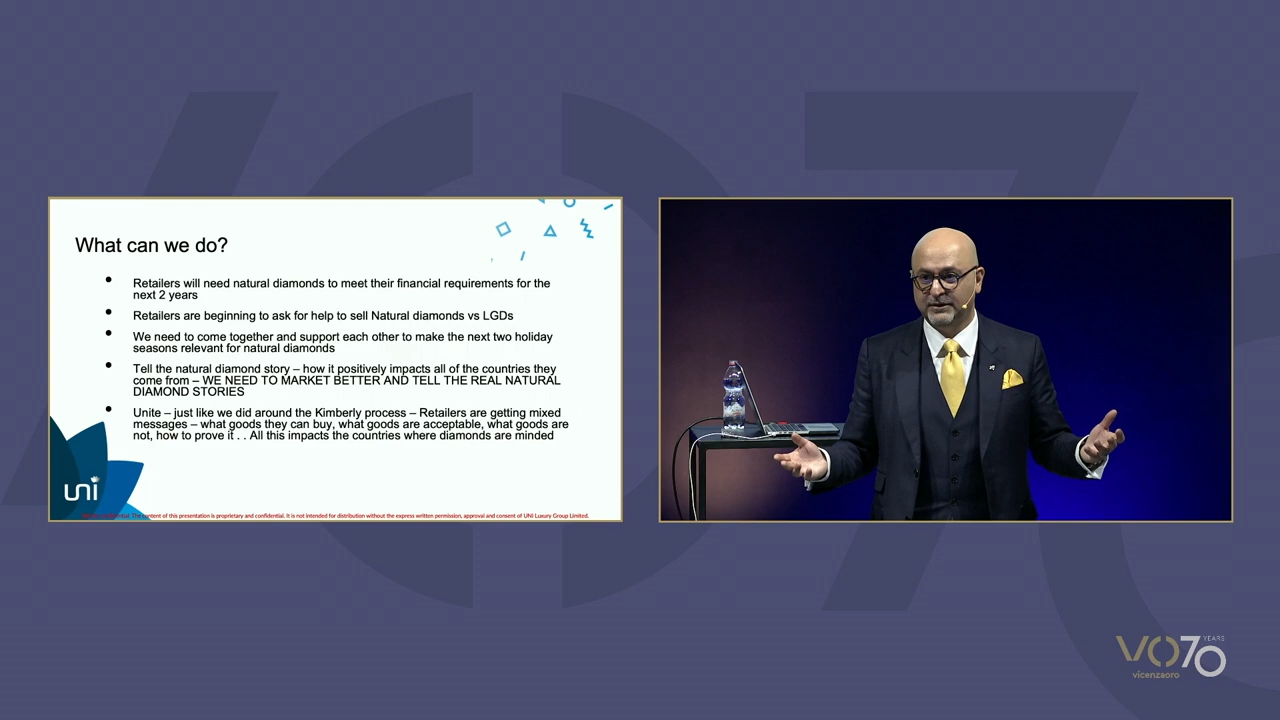 What can we do?
Retailers will need natural diamonds to meet their financial requirements for the
next 2 years
Retailers are beginning to ask for help to sell Natural diamonds vs LGDs
We need to come together and support each other to make the next two holiday
seasons relevant for natural diamonds
Tell the natural diamond story – how it positively impacts all of the countries they
come from – WE NEED TO MARKET BETTER AND TELL THE REAL NATURAL
DIAMOND STORIES
Unite – just like we did around the Kimberly process – Retailers are getting mixed
messages – what goods they can buy, what goods are acceptable, what goods are
not, how to prove it . . All this impacts the countries where diamonds are minded
uni
content of this presentation is proprietary and confidential. It is not intended for distribution without the express written permission, approval and consent of UNI Luxury Group Limited.
VO70
YEARS
vicenzaoro